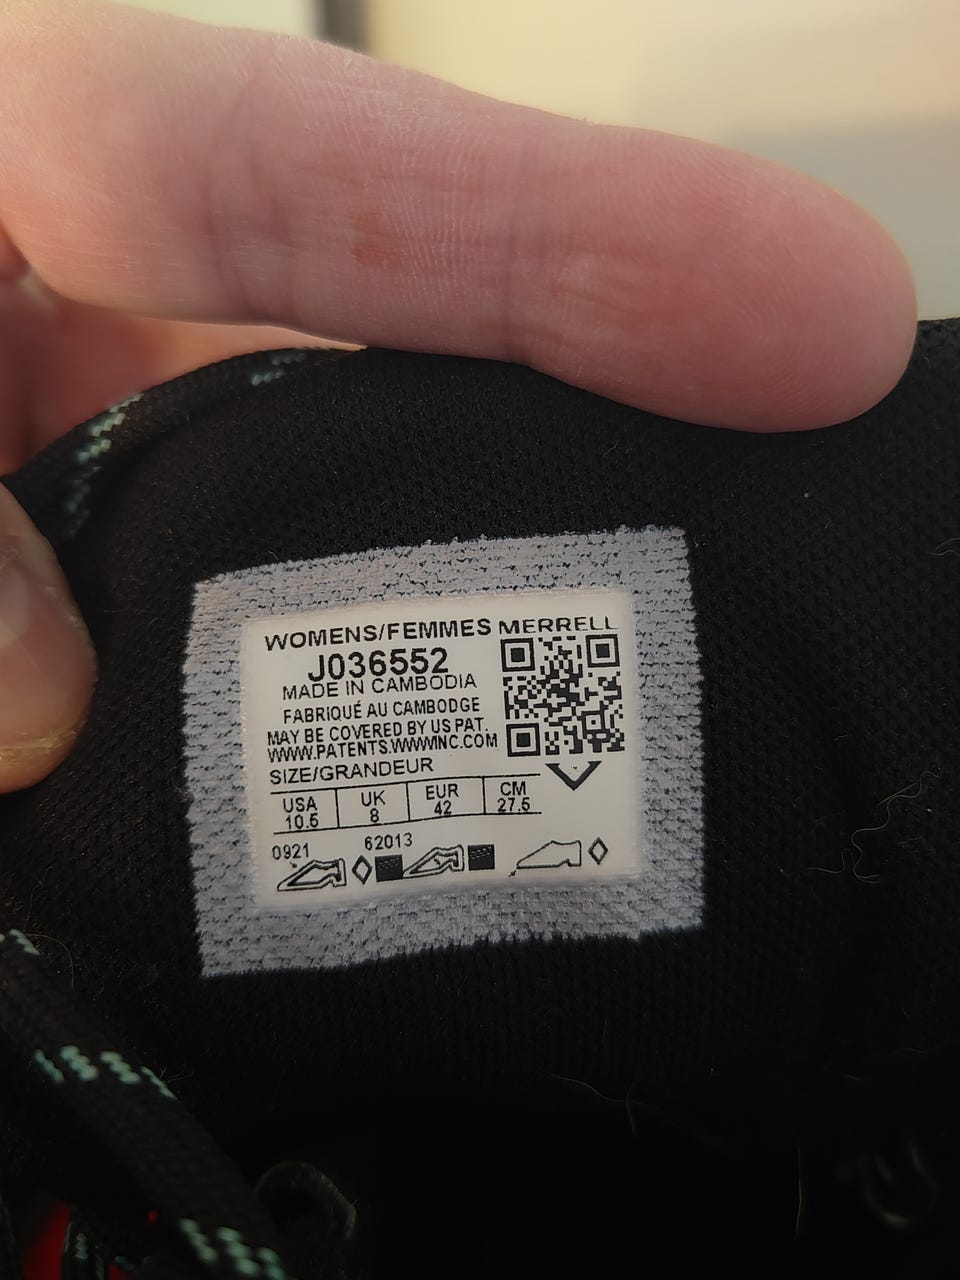 WOMENS/FEMMES MERRELL
J036552
MADE IN CAMBODIA
FABRIQUÉ AU CAMBODGE
MAY BE COVERED BY US PAT.
WWW.PATENTS.WWWINC.COM
SIZE/GRANDEUR
USA UK EUR CM
10.5 8 42 27.5
0921 62013